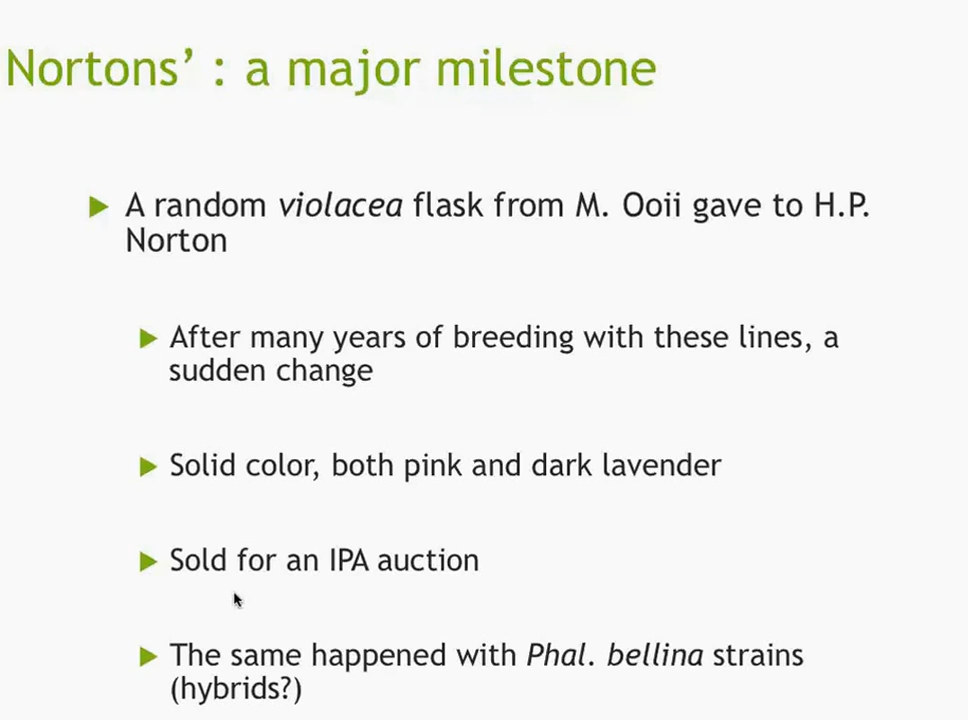 Nortons’ : a major milestone
A random violacea flask from M. Ooii gave to H.P.
Norton
After many years of breeding with these lines, a
sudden change
Solid color, both pink and dark lavender
Sold for an IPA auction
The same happened with Phal. bellina strains
(hybrids?)